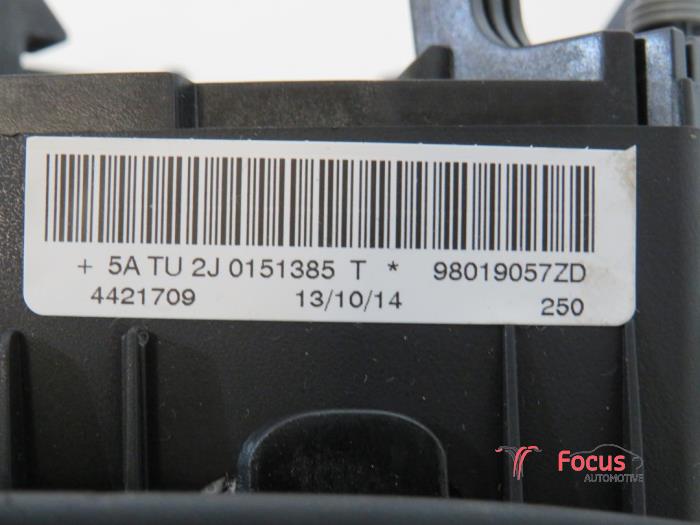 + 5A TU 2J 0151385 T * 98019057ZD
4421709 13/10/14 250
Focus
AUTOMOTIVE